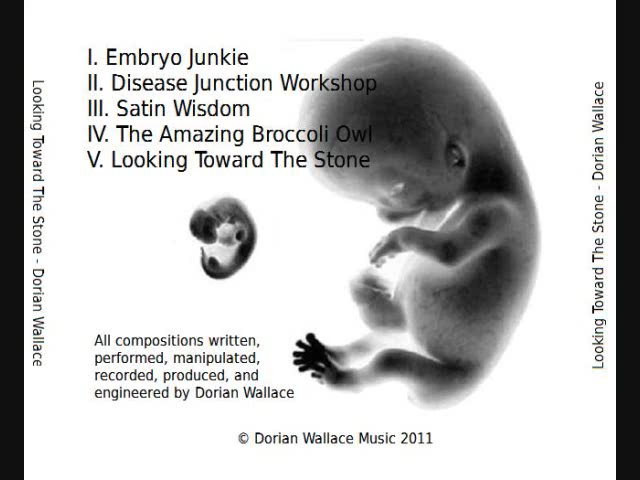 I. Embryo Junkie
II. Disease Junction Workshop
III. Satin Wisdom
IV. The Amazing Broccoli Owl
V. Looking Toward The Stone
Looking Toward The Stone - Dorian Wallace
Looking Toward The Stone - Dorian Wallace
All compositions written,
performed, manipulated,
recorded, produced, and
engineered by Dorian Wallace
© Dorian Wallace Music 2011